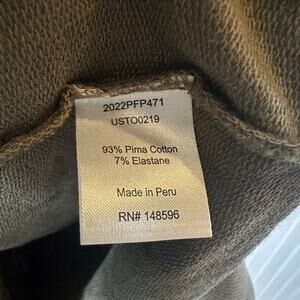 2022PFP471
USTO0219
93% Pima Cotton
7% Elastane
Made in Peru
RN# 148596